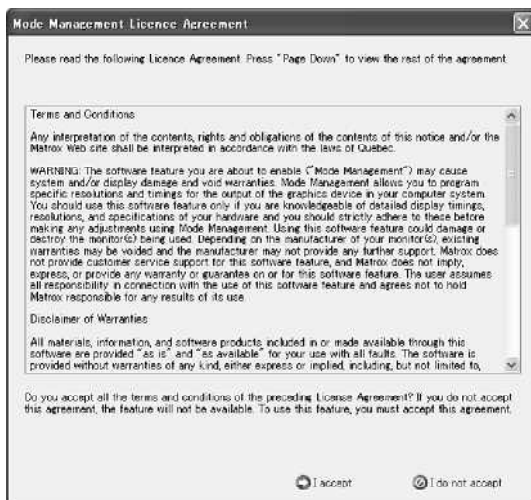 Mode Management Licence Agreement
Please read the following Licence Agreement. Press "Page Down" to view the rest of the agreement
Terms and Conditions
Any interpretation of the contents, rights and obligations of the contents of this notice and/or the
Matrox Web site shall be interpreted in accordance with the laws of Quebec.
WARNING: The software feature you are about to enable ("Mode Management") may cause
system and/or display damage and void warranties. Mode Management allows you to program
specific resolutions and timings for the output of the graphics device in your computer system.
You should use this software feature only if you are knowledgeable of detailed display timings,
resolutions, and specifications of your hardware and you should strictly adhere to these before
making any adjustments using Mode Management. Using this software feature could damage or
destroy the monitor(s) being used. Depending on the manufacturer of your monitor(s), existing
warranties may be voided and the manufacturer may not provide any further support. Matrox does
not provide customer service support for this software feature, and Matrox does not imply,
express, or provide any warranty or guarantee on or for this software feature. The user assumes
all responsibility in connection with the use of this software feature and agrees not to hold
Matrox responsible for any results of its use.
Disclaimer of Warranties
All materials, information, and software products included in or made available through this
software are provided "as is" and "as available" for your use with all faults. The software is
provided without warranties of any kind, either express or implied, including, but not limited to,
Do you accept all the terms and conditions of the preceding License Agreement? If you do not accept
this agreement, the feature will not be available. To use this feature, you must accept this agreement.
I accept
I do not accept